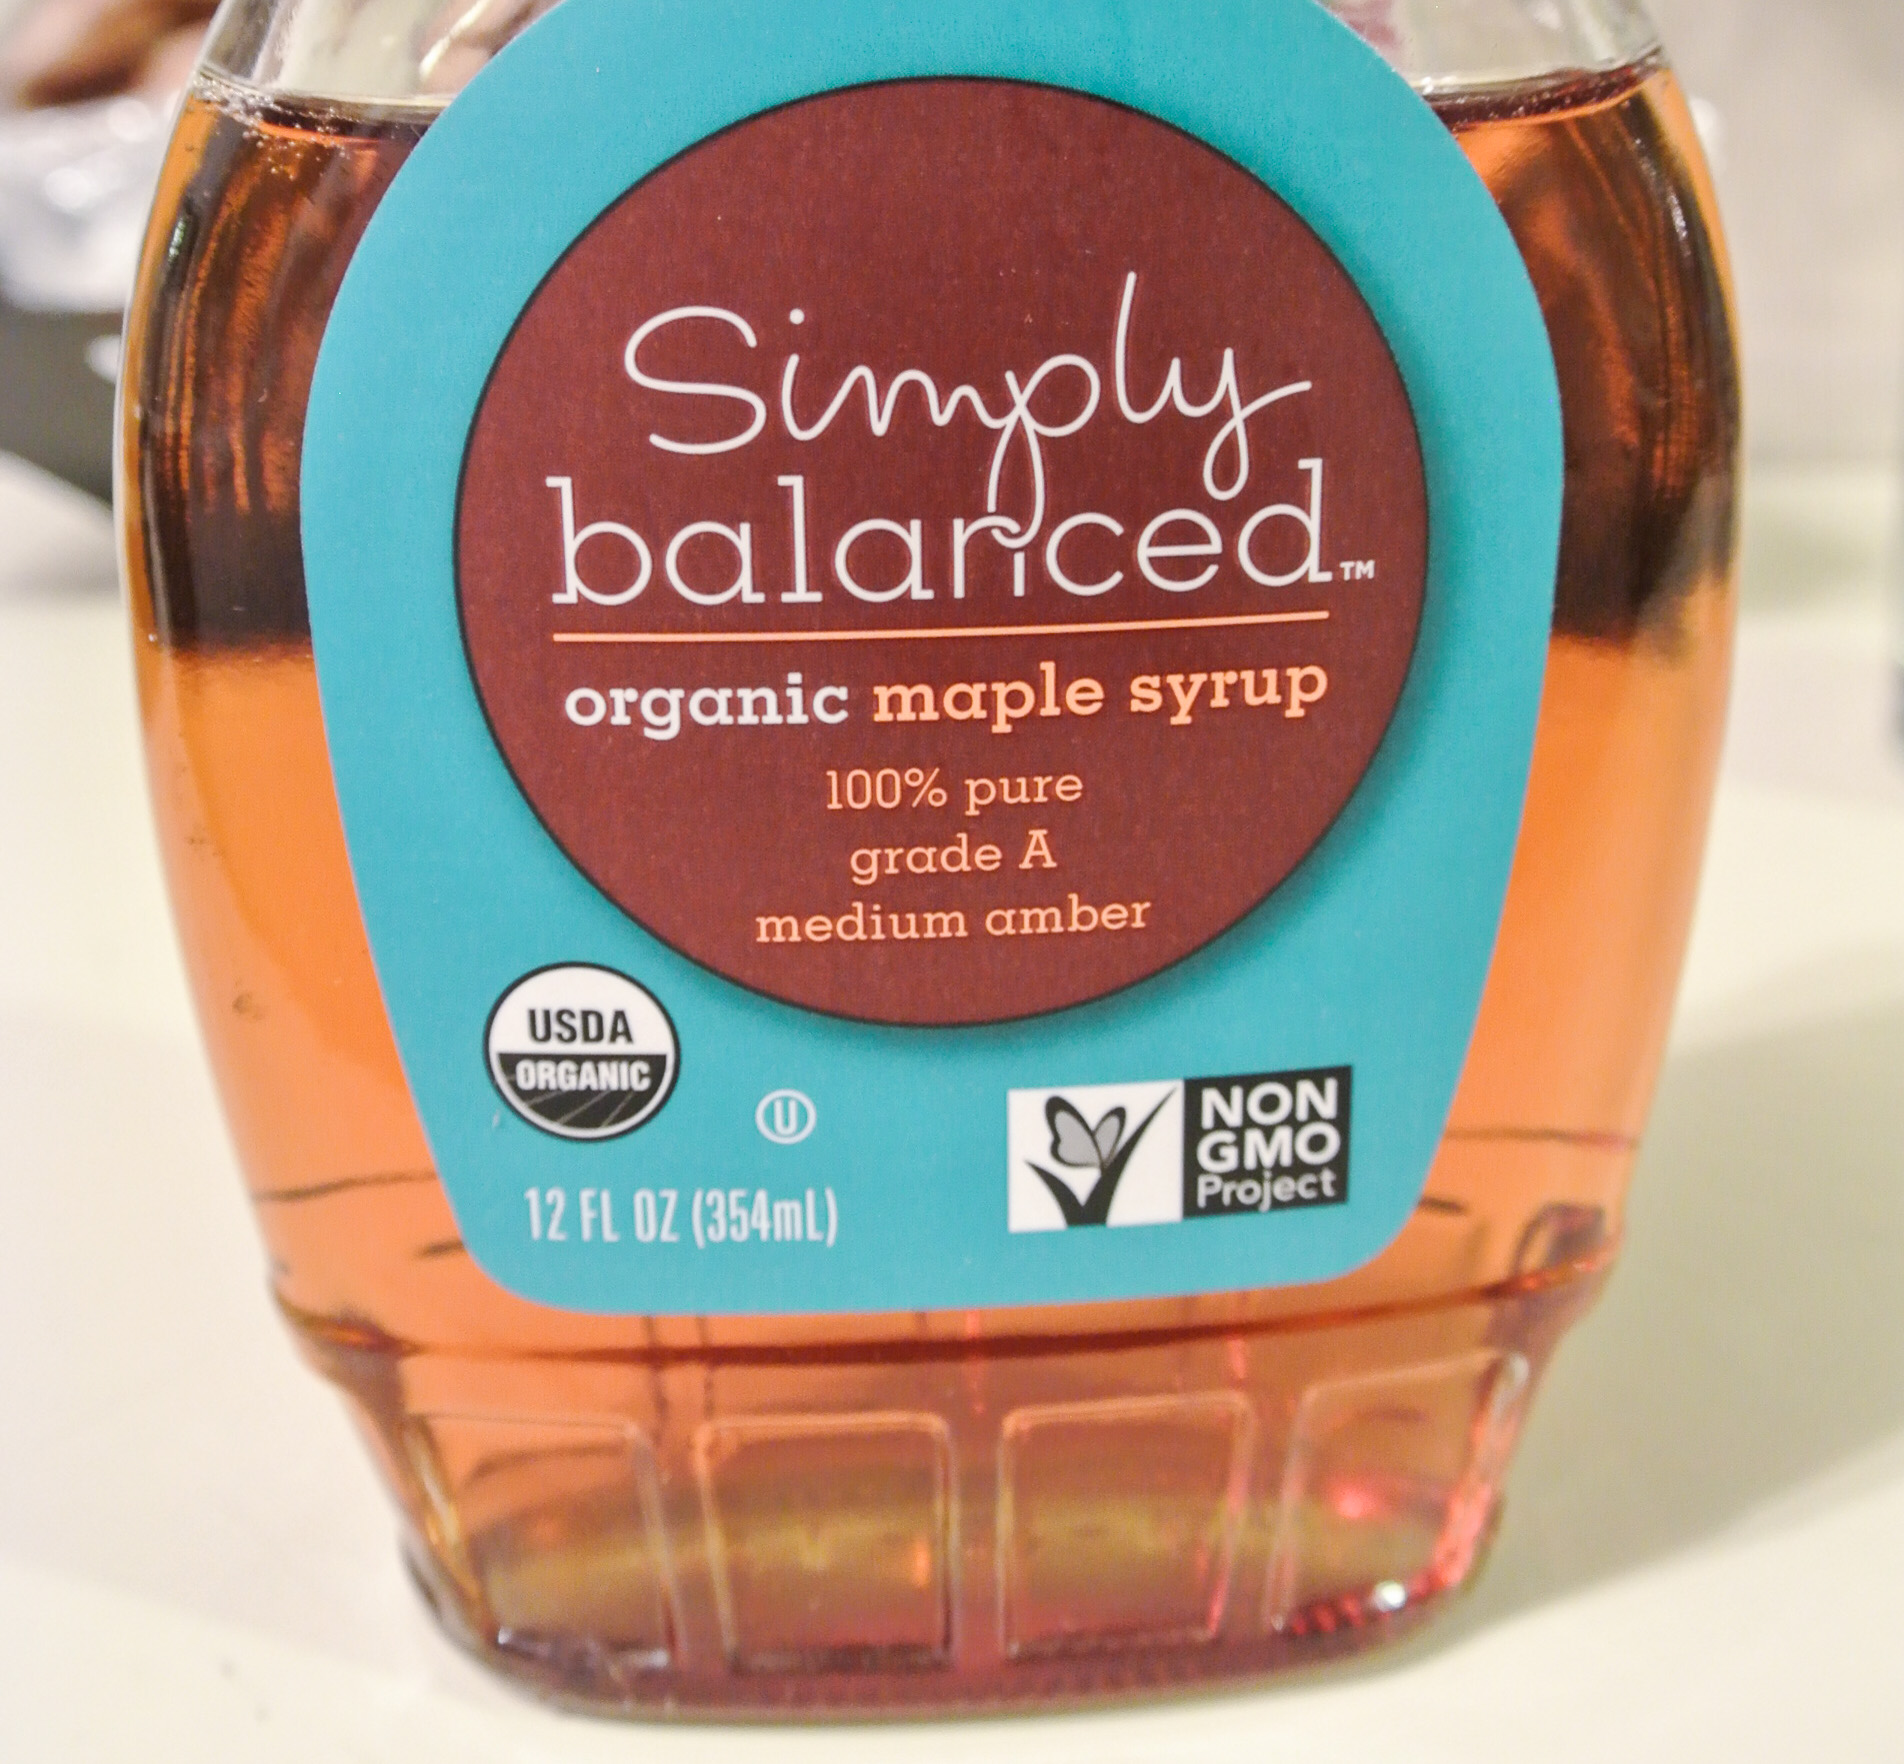 Simply
balanced™
organic maple syrup
100% pure
grade A
medium amber
USDA
ORGANIC
U
12 FL OZ (354mL)
NON
GMO
Project